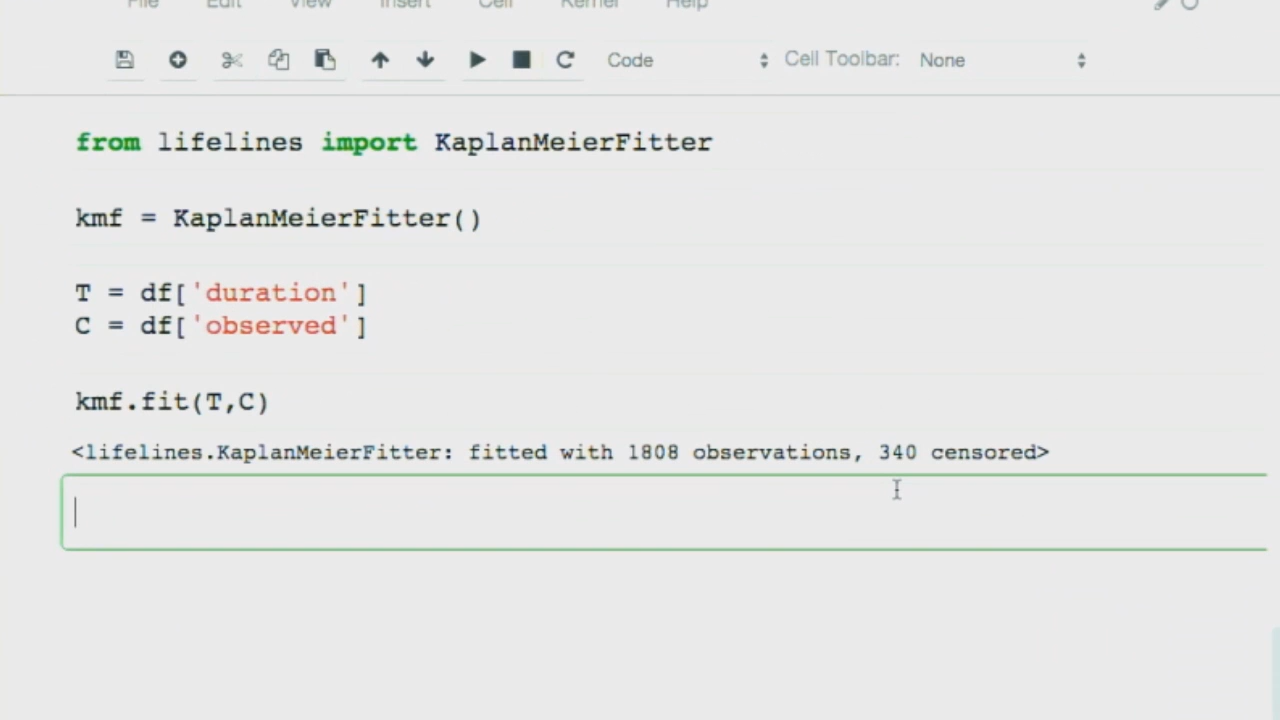 File Edit View Insert Cell Kernel Help
Code Cell Toolbar: None
from lifelines import KaplanMeierFitter
kmf = KaplanMeierFitter()
T = df['duration']
C = df['observed']
kmf.fit(T,C)
<lifelines.KaplanMeierFitter: fitted with 1808 observations, 340 censored>